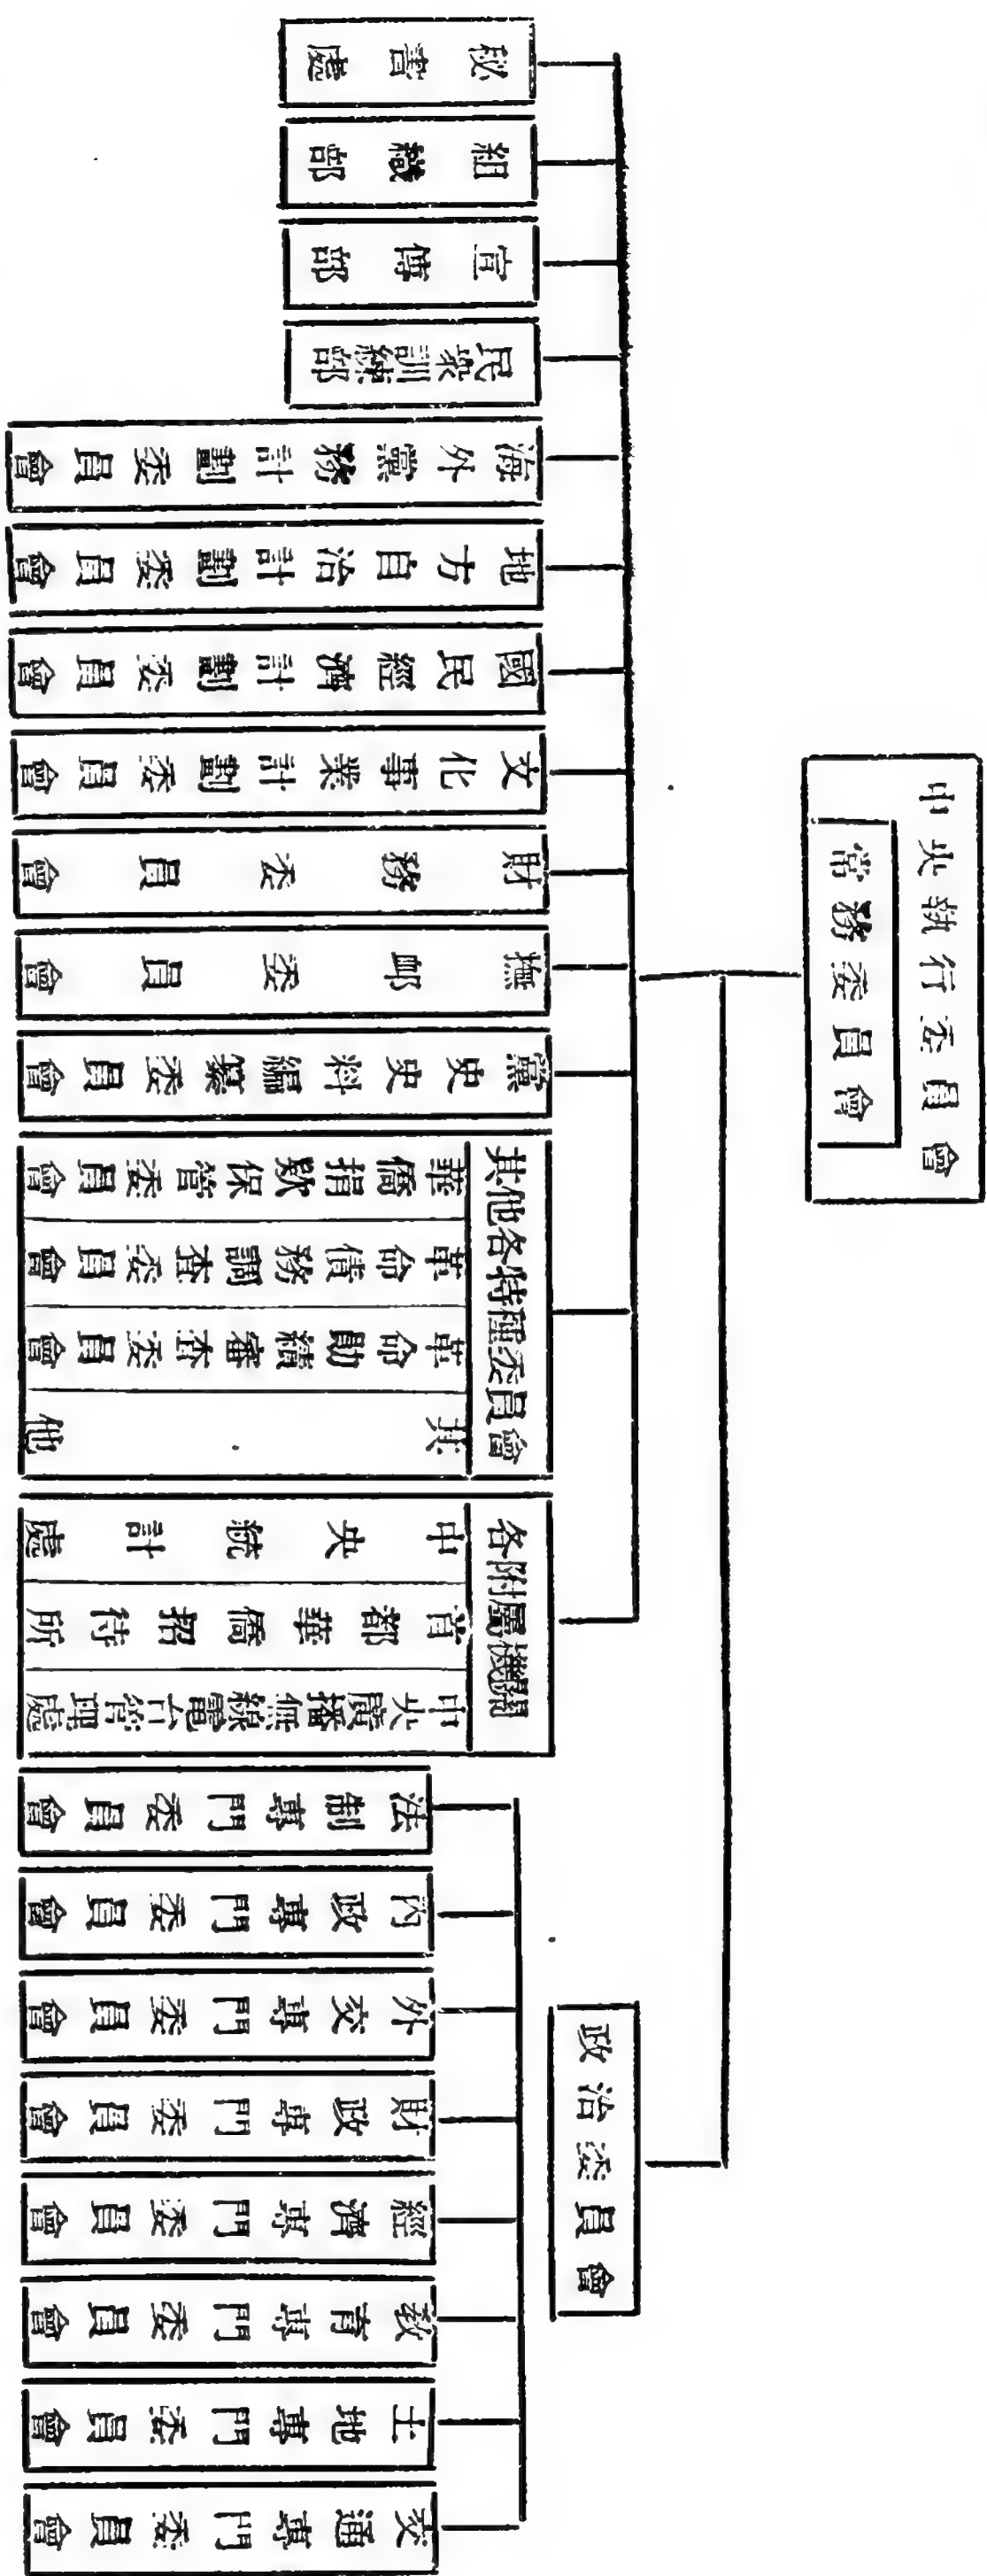 中央執行委員會
常務委員會
秘書處
組織部
宣傳部
民衆訓練部
海外黨務計劃委員會
地方自治計劃委員會
國民經濟計劃委員會
文化事業計劃委員會
財務委員會
撫卹委員會
黨史史料編纂委員會
其他各特種委員會
華僑捐款保管委員會
革命債務調查委員會
革命勛績審查委員會
其他
各附屬機關
中央統計處
首都華僑招待所
中央廣播無線電台管理處
政治委員會
法制專門委員會
內政專門委員會
外交專門委員會
財政專門委員會
經濟專門委員會
教育專門委員會
土地專門委員會
交通專門委員會